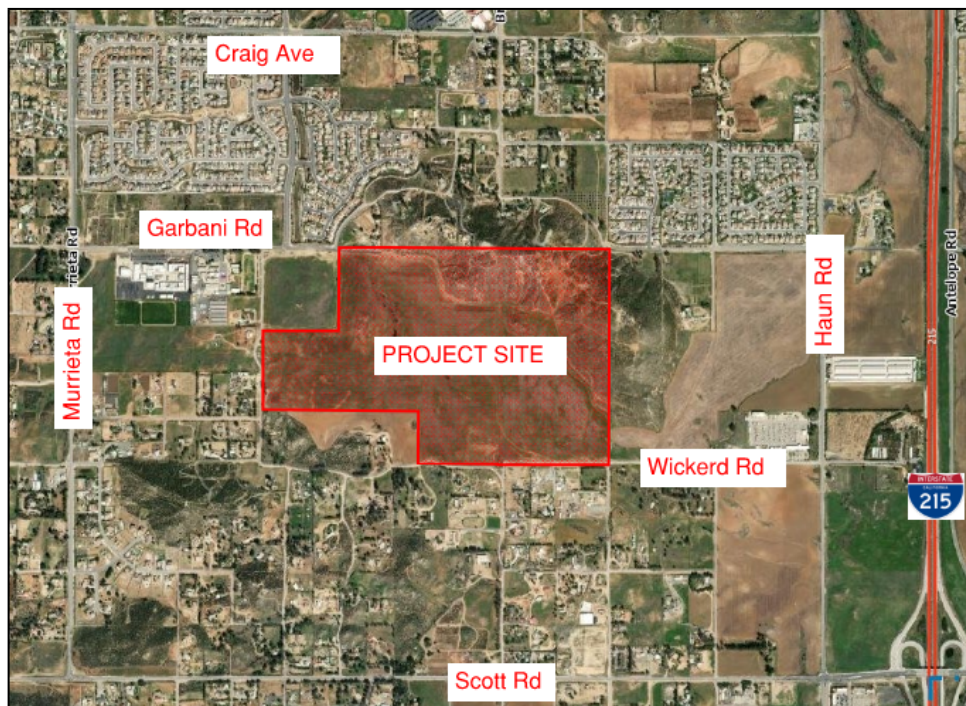 Craig Ave
Garbani Rd
Murrieta Rd
Haun Rd
Antelope Rd
215
PROJECT SITE
Wickerd Rd
INTERSTATE
CALIFORNIA
215
Scott Rd